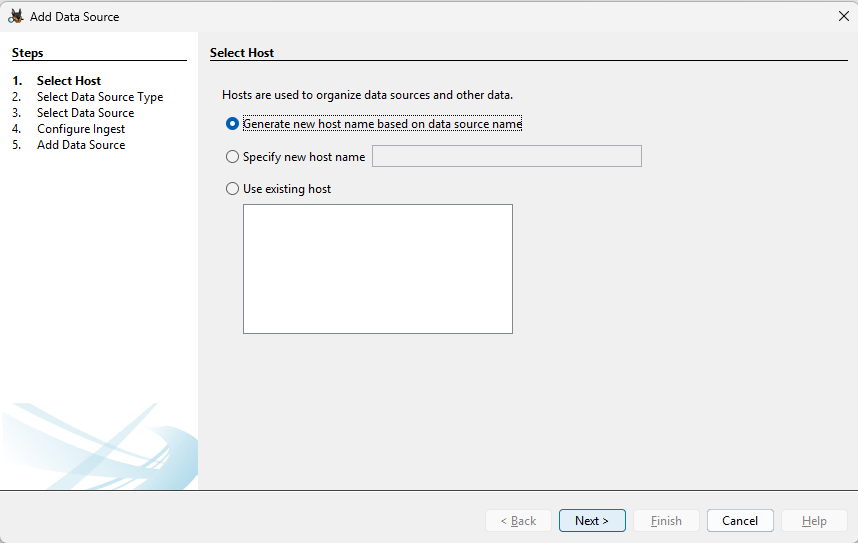 Add Data Source
Steps
1. Select Host
2. Select Data Source Type
3. Select Data Source
4. Configure Ingest
5. Add Data Source
Select Host
Hosts are used to organize data sources and other data.
Generate new host name based on data source name
Specify new host name
Use existing host
< Back
Next >
Finish
Cancel
Help